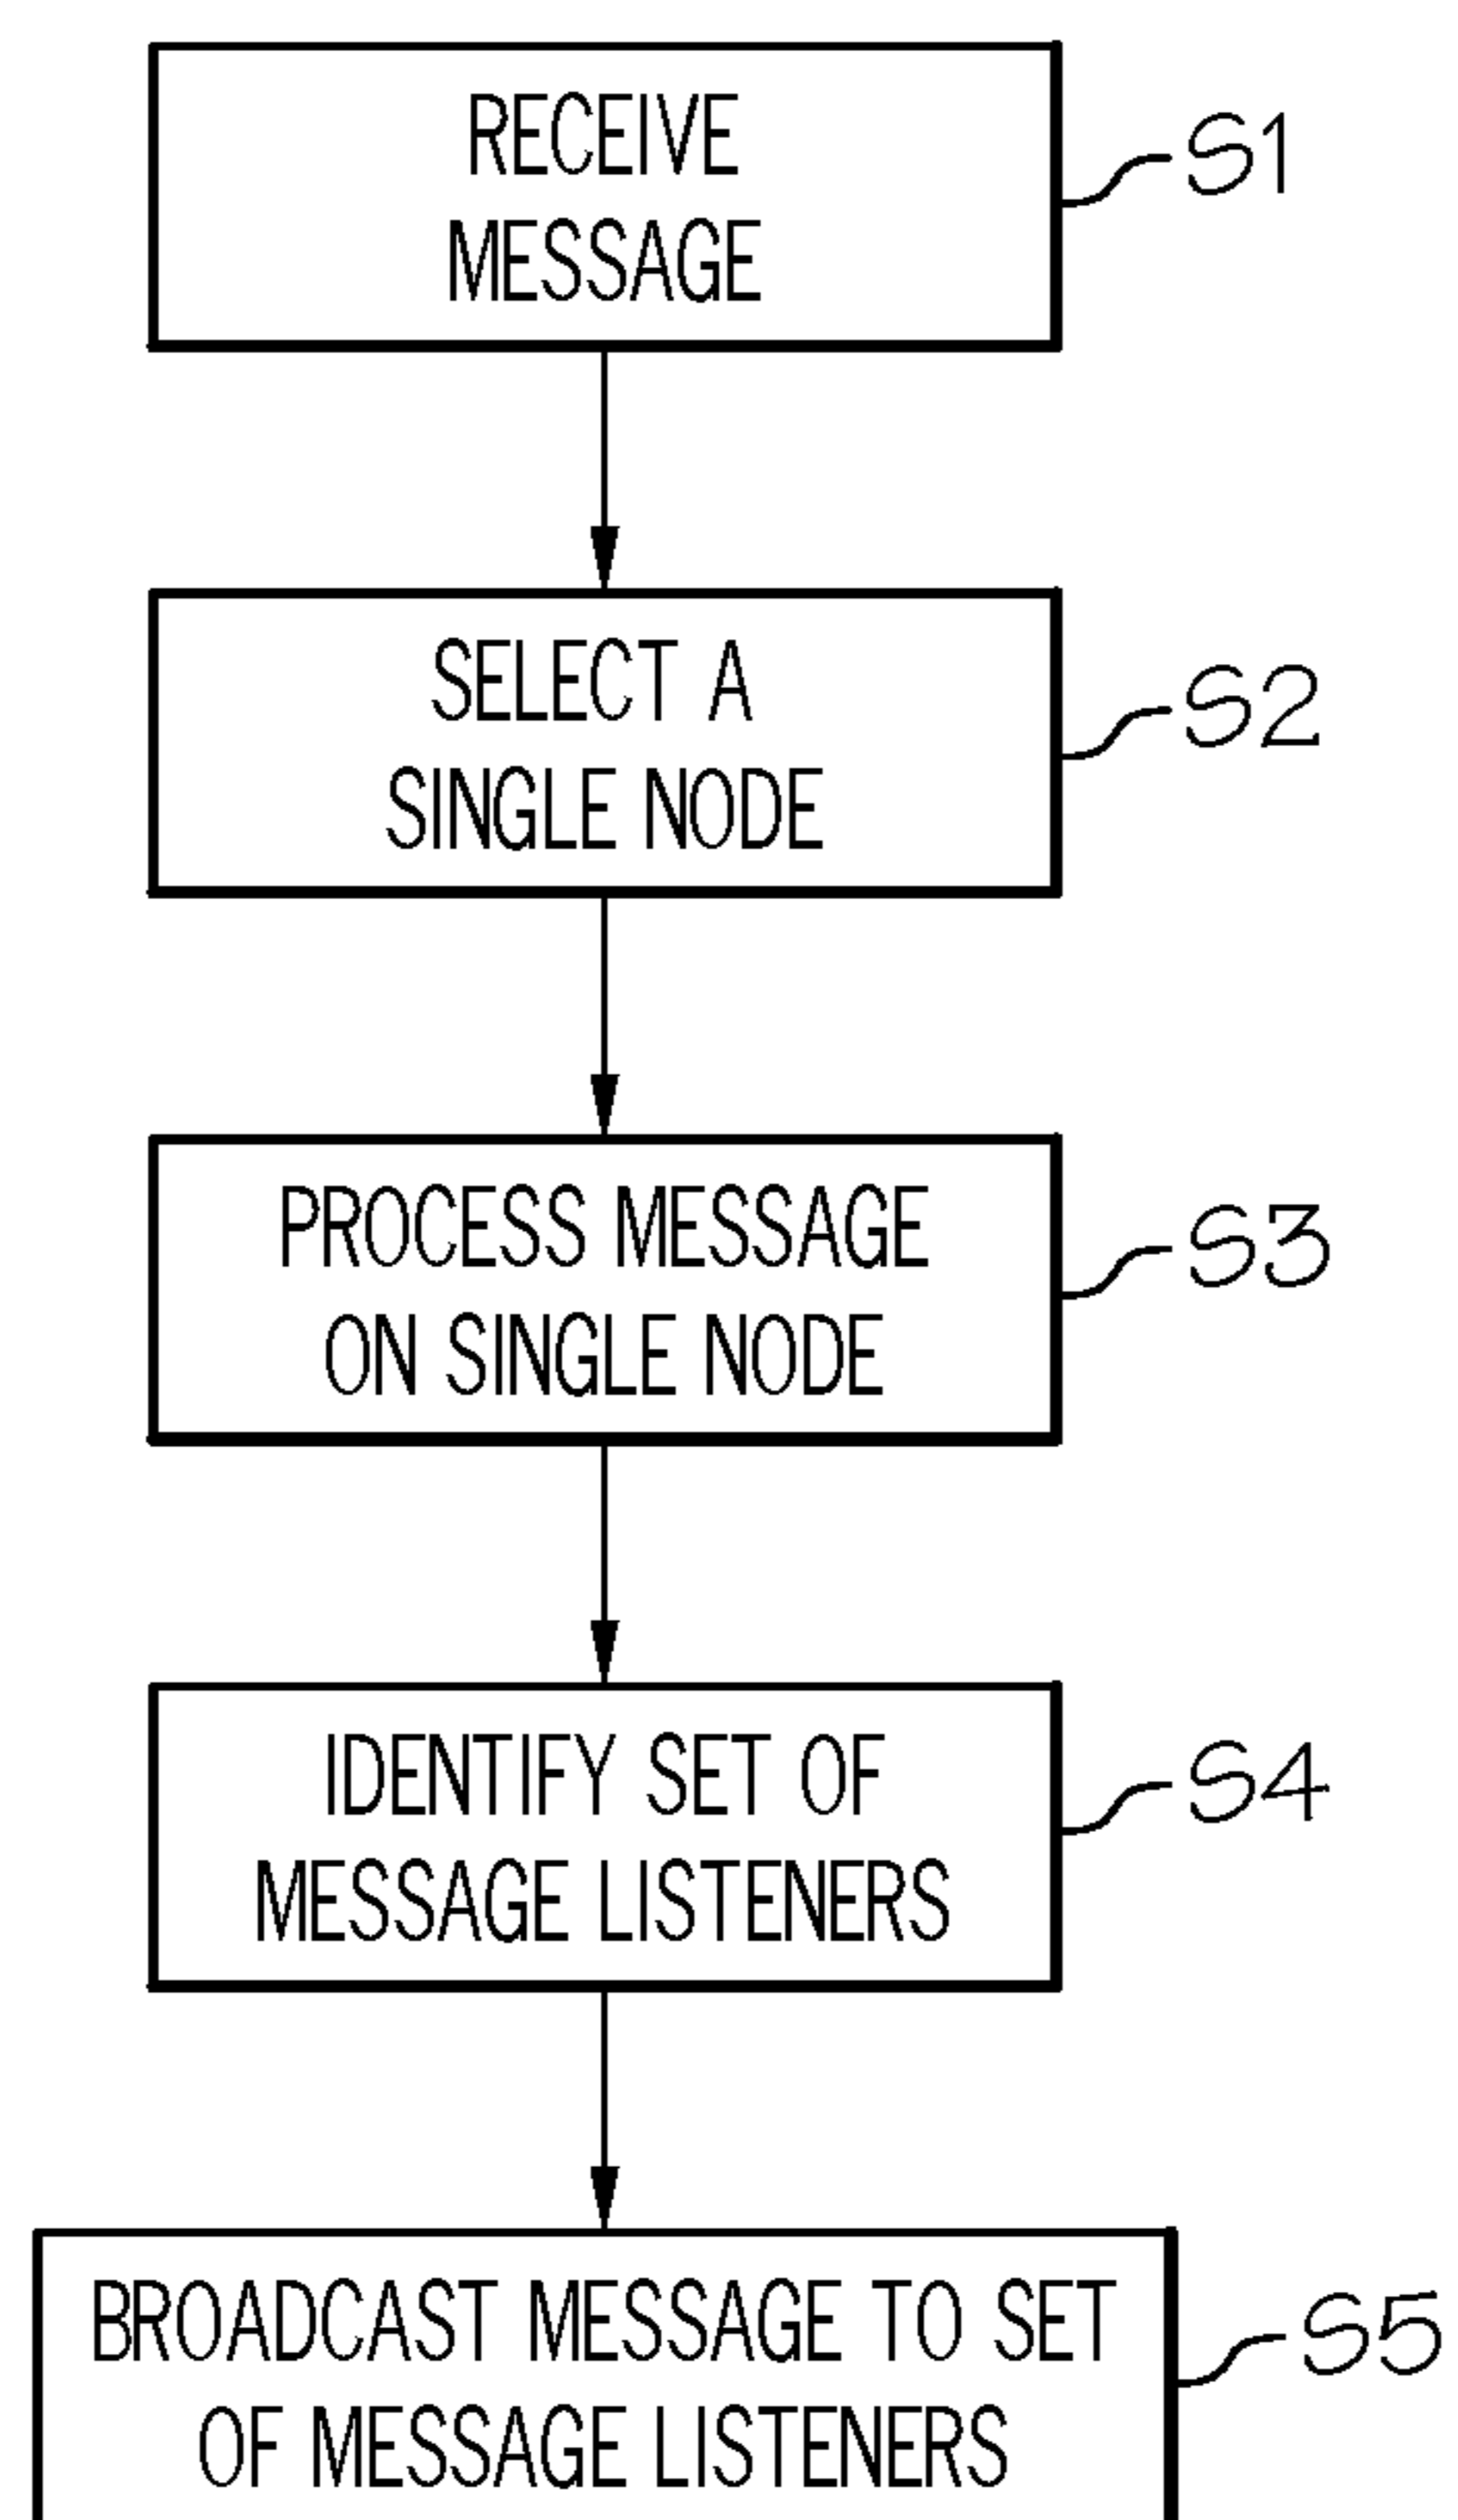 RECEIVE
MESSAGE
S1
SELECT A
SINGLE NODE
S2
PROCESS MESSAGE
ON SINGLE NODE
S3
IDENTIFY SET OF
MESSAGE LISTENERS
S4
BROADCAST MESSAGE TO SET
OF MESSAGE LISTENERS
S5